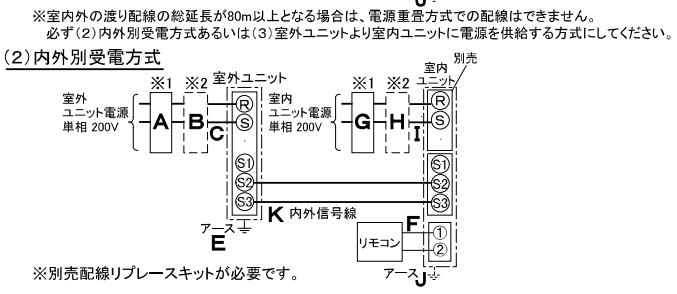 ※室内外の渡り配線の総延長が80m以上となる場合は、電源重畳方式での配線はできません。
必ず(2)内外別受電方式あるいは(3)室外ユニットより室内ユニットに電源を供給する方式にしてください。
(2)内外別受電方式
別売
※1 ※2 室外ユニット ※1 ※2 室内
ユニット
室外
ユニット電源
単相 200V
A B C R S
室内
ユニット電源
単相 200V
G H I R S
S1 S1
S2 S2
S3 S3
K 内外信号線
アース
E
リモコン
F
①
②
アース J
※別売配線リプレースキットが必要です。